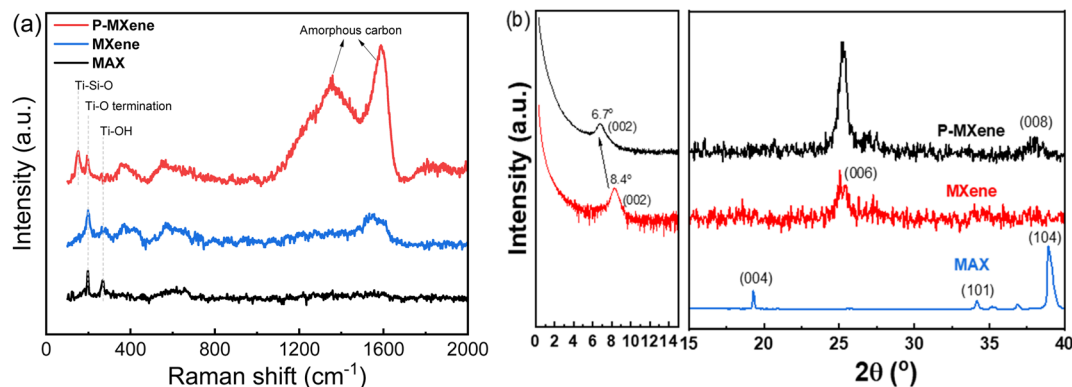 (a)
P-MXene
MXene
MAX
Amorphous carbon
Ti-Si-O
Ti-O termination
Ti-OH
Intensity (a.u.)
0 400 800 1200 1600 2000
Raman shift (cm⁻¹)
(b)
Intensity (a.u.)
6.7º
(002)
8.4º
(002)
P-MXene
(008)
(006)
MXene
(004)
MAX
(101)
(104)
0 2 4 6 8 10 12 14
15 20 25 30 35 40
2θ (º)